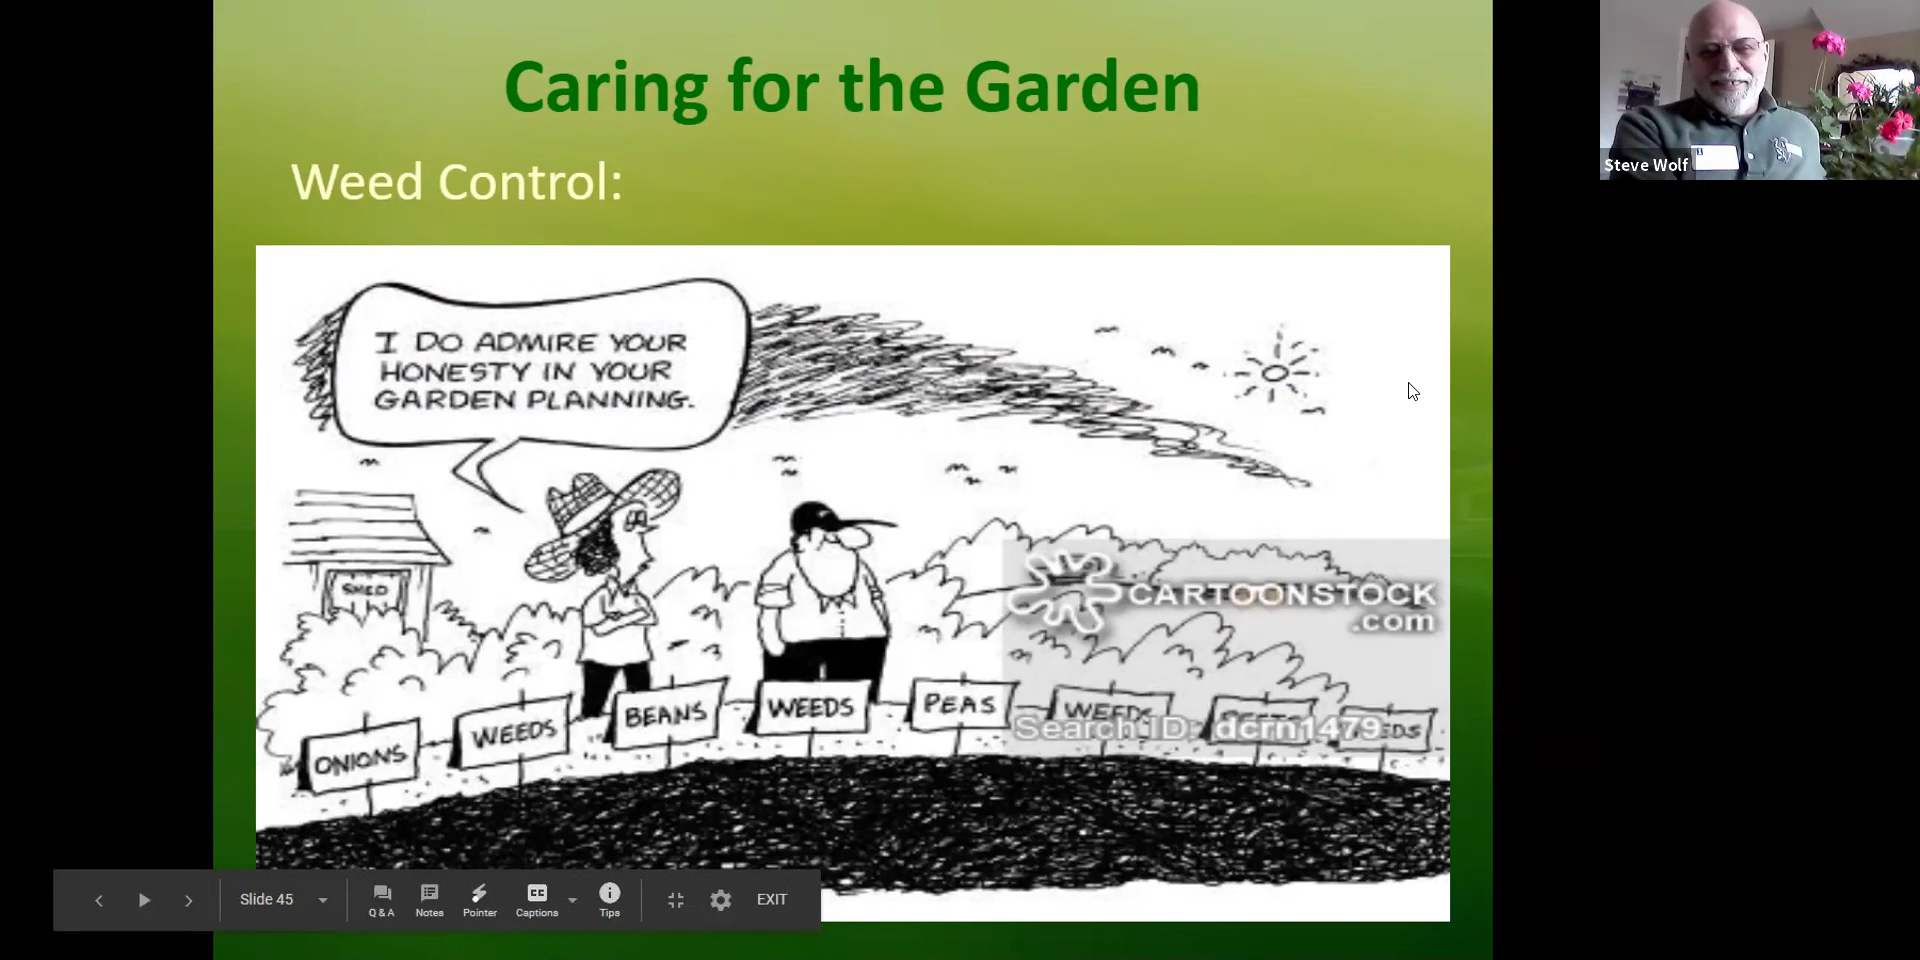 Caring for the Garden
Steve Wolf
Weed Control:
I DO ADMIRE YOUR
HONESTY IN YOUR
GARDEN PLANNING.
SHED
CARTOONSTOCK
.com
ONIONS
WEEDS
BEANS
WEEDS
PEAS
WEEDS
Search ID: dcrn1479
Slide 45
Q & A
Notes
CC
Pointer
Captions
Tips
EXIT